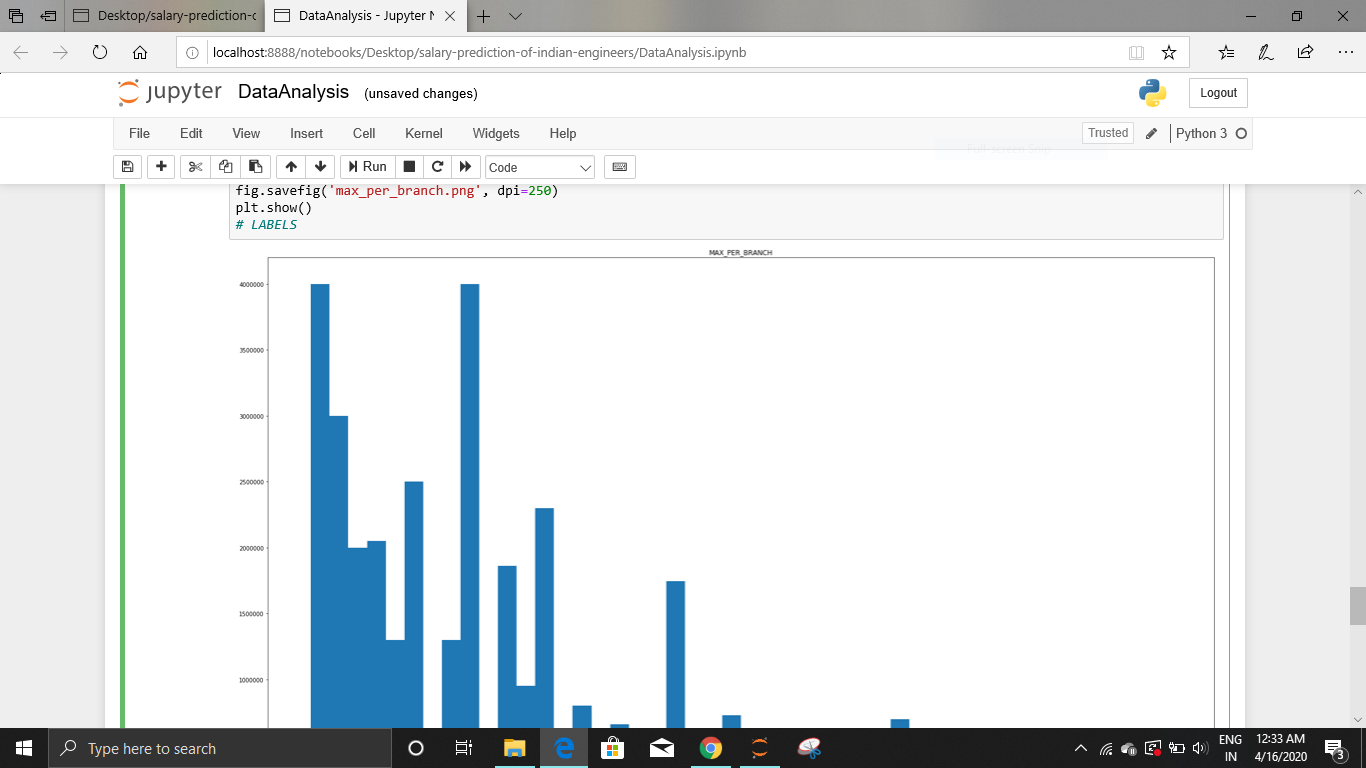 Desktop/salary-prediction-c
DataAnalysis - Jupyter N
localhost:8888/notebooks/Desktop/salary-prediction-of-indian-engineers/DataAnalysis.ipynb
jupyter DataAnalysis (unsaved changes)
Logout
File Edit View Insert Cell Kernel Widgets Help
Trusted
Python 3
Run
Code
fig.savefig('max_per_branch.png', dpi=250)
plt.show()
# LABELS
MAX_PER_BRANCH
4000000
3500000
3000000
2500000
2000000
1500000
1000000
Type here to search
ENG
IN
12:33 AM
4/16/2020
3